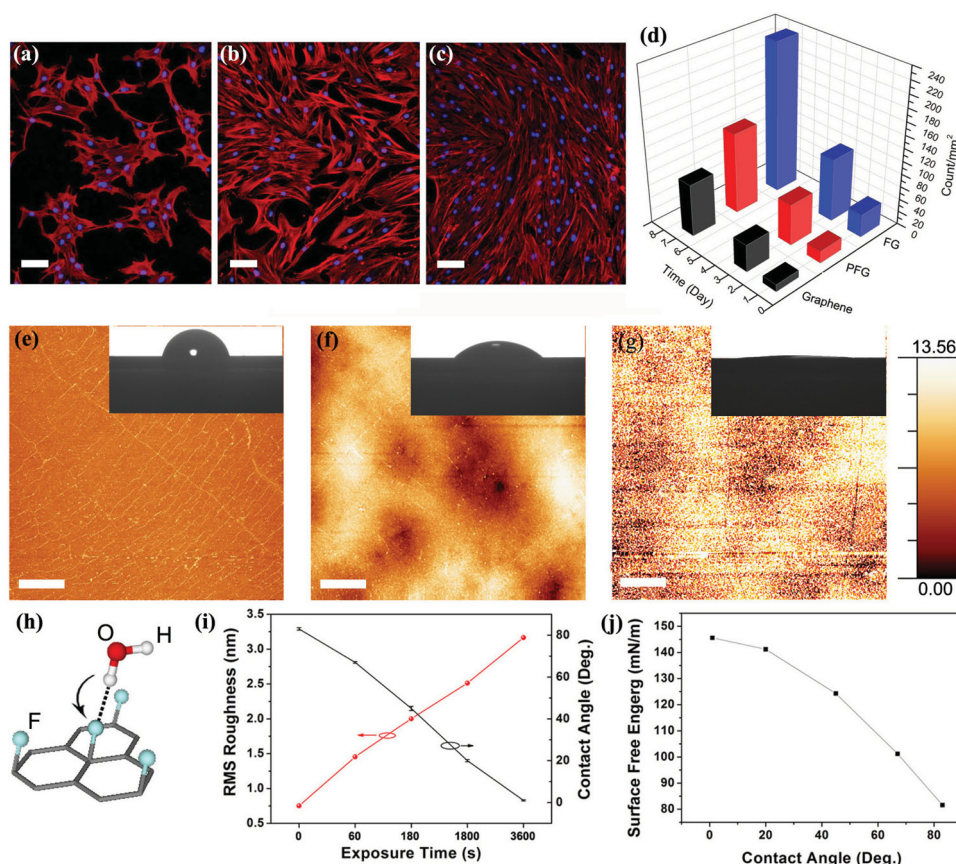 (a)
(b)
(c)
(d)
240
220
200
180
160
140
120
100
80
60
40
20
0
Count/mm²
8
7
6
5
4
3
2
1
0
Time (Day)
FG
PFG
Graphene
(e)
(f)
(g)
13.56
0.00
(h)
O
H
F
(i)
3.5
3.0
2.5
2.0
1.5
1.0
0.5
RMS Roughness (nm)
80
60
40
20
0
Contact Angle (Deg.)
0 60 180 1800 3600
Exposure Time (s)
(j)
150
140
130
120
110
100
90
80
Surface Free Engerg (mN/m)
0 20 40 60 80
Contact Angle (Deg.)